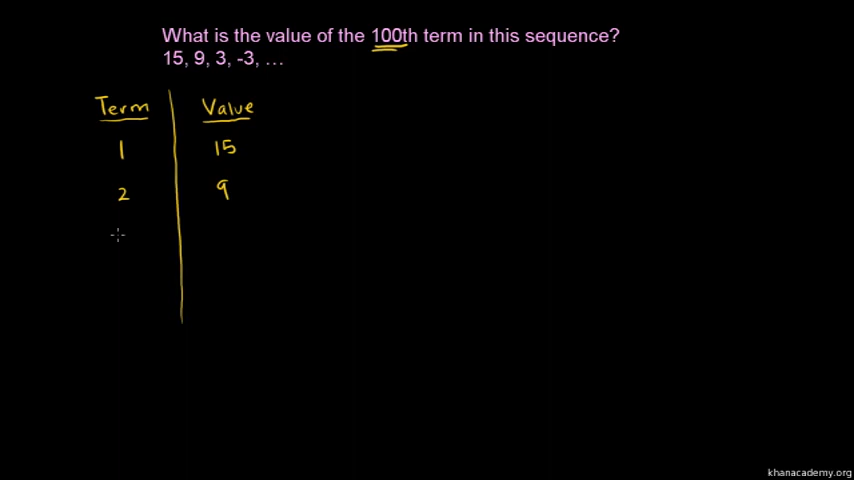 What is the value of the 100th term in this sequence?
15, 9, 3, -3, …
Term Value
1 15
2 9
khanacademy.org